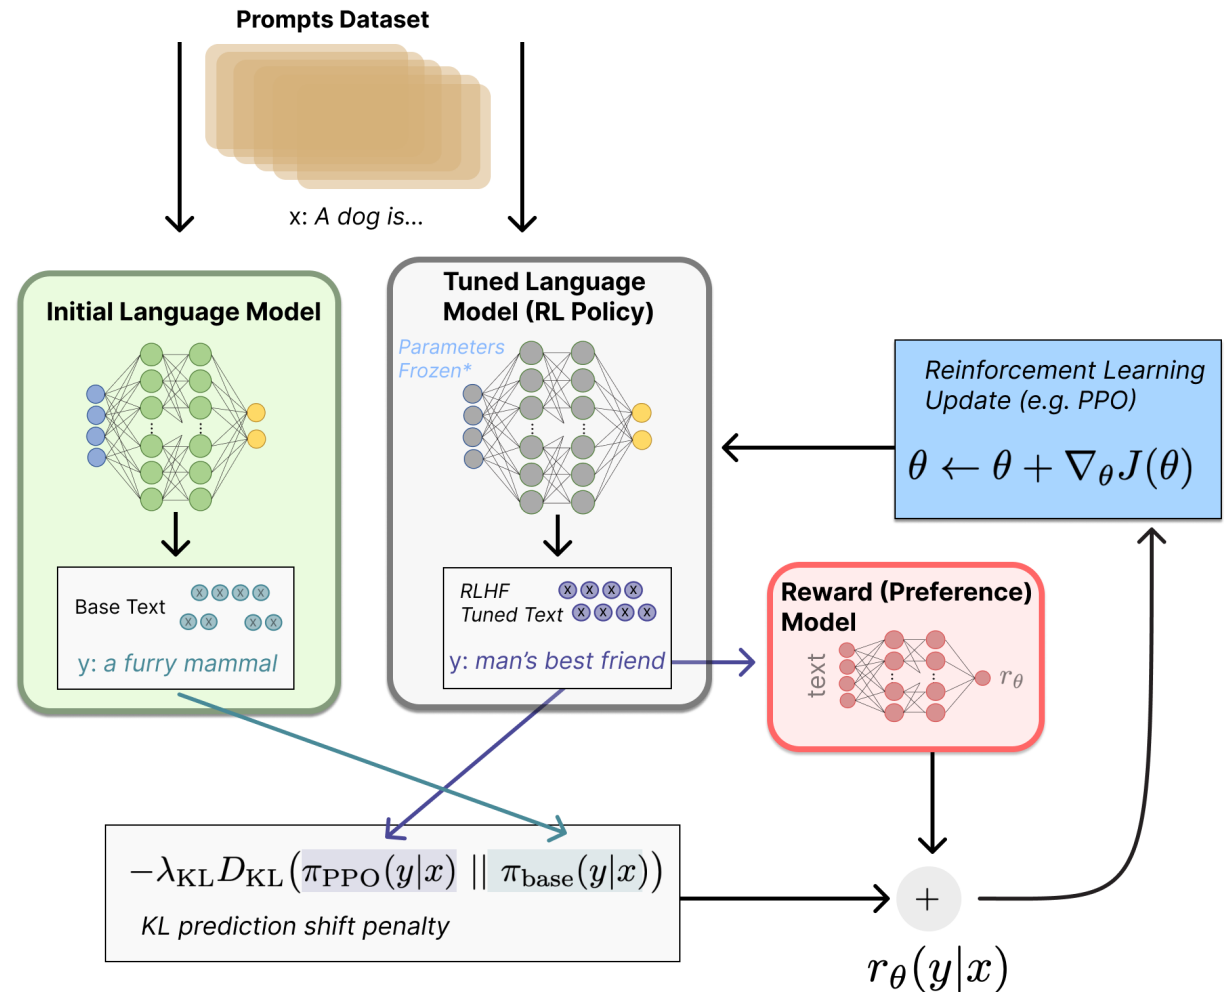 Prompts Dataset
x: A dog is...
Initial Language Model
Tuned Language
Model (RL Policy)
Parameters
Frozen*
Reinforcement Learning
Update (e.g. PPO)
θ ← θ + ∇θJ(θ)
Base Text
x x x x
x x x x
y: a furry mammal
RLHF
Tuned Text
x x x x
x x x x
y: man's best friend
Reward (Preference)
Model
text
rθ
−λKL DKL(πPPO(y|x) || πbase(y|x))
KL prediction shift penalty
+
rθ(y|x)